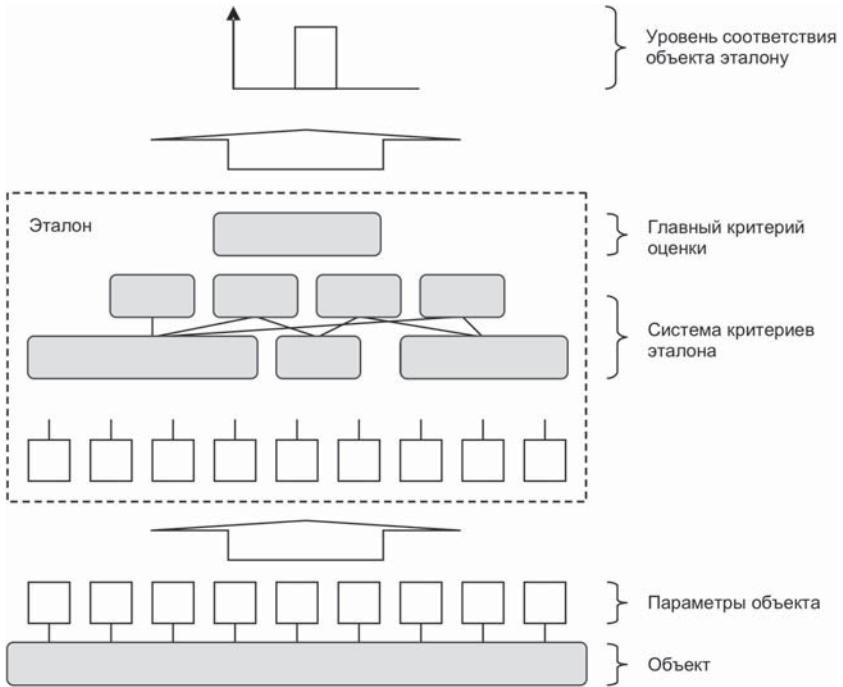 Уровень соответствия
объекта эталону
Эталон
Главный критерий
оценки
Система критериев
эталона
Параметры объекта
Объект